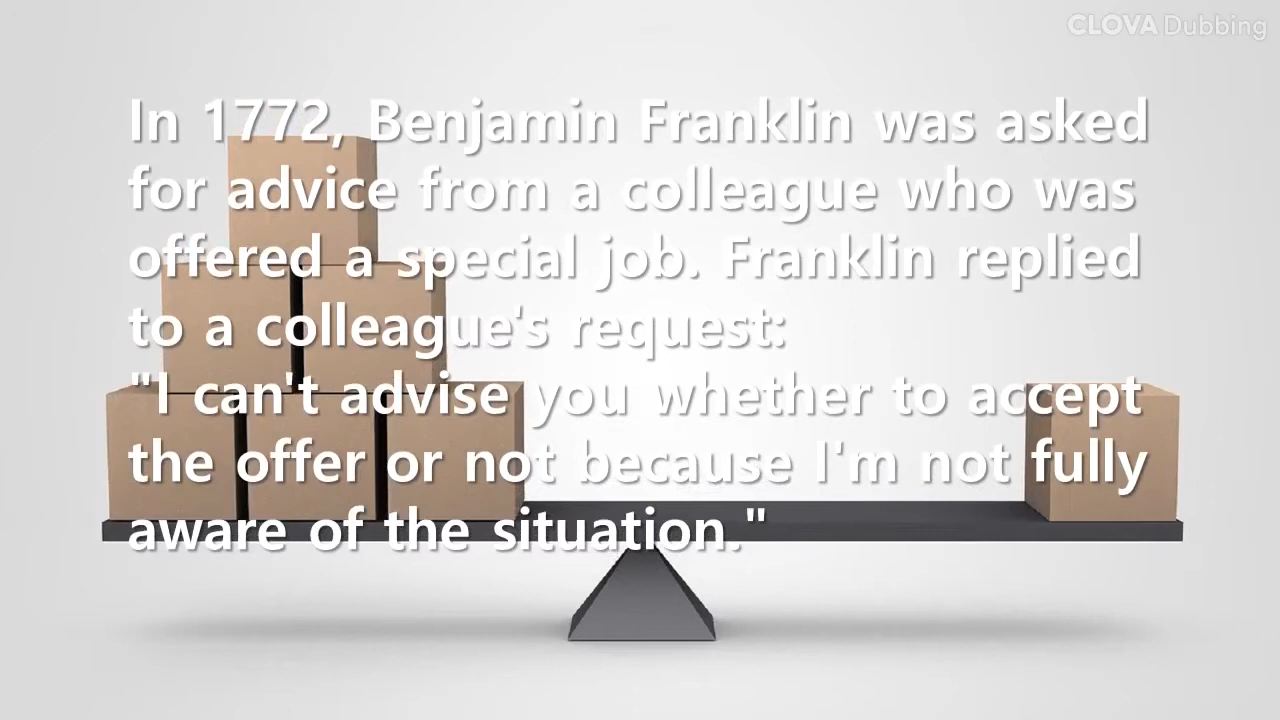 CLOVA Dubbing
In 1772, Benjamin Franklin was asked
for advice from a colleague who was
offered a special job. Franklin replied
to a colleague's request:
"I can't advise you whether to accept
the offer or not because I'm not fully
aware of the situation."